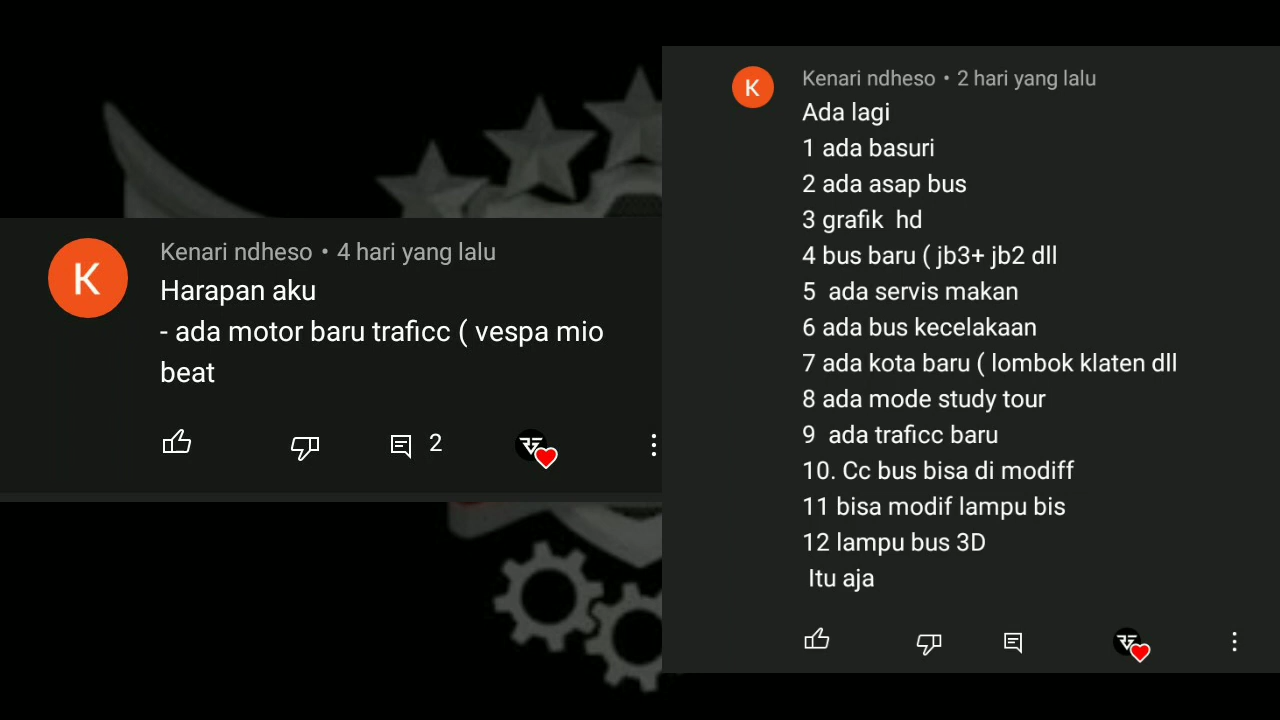 Kenari ndheso • 4 hari yang lalu
Harapan aku
- ada motor baru traficc ( vespa mio
beat
2
Kenari ndheso • 2 hari yang lalu
Ada lagi
1 ada basuri
2 ada asap bus
3 grafik  hd
4 bus baru ( jb3+ jb2 dll
5  ada servis makan
6 ada bus kecelakaan
7 ada kota baru ( lombok klaten dll
8 ada mode study tour
9  ada traficc baru
10. Cc bus bisa di modiff
11 bisa modif lampu bis
12 lampu bus 3D
Itu aja